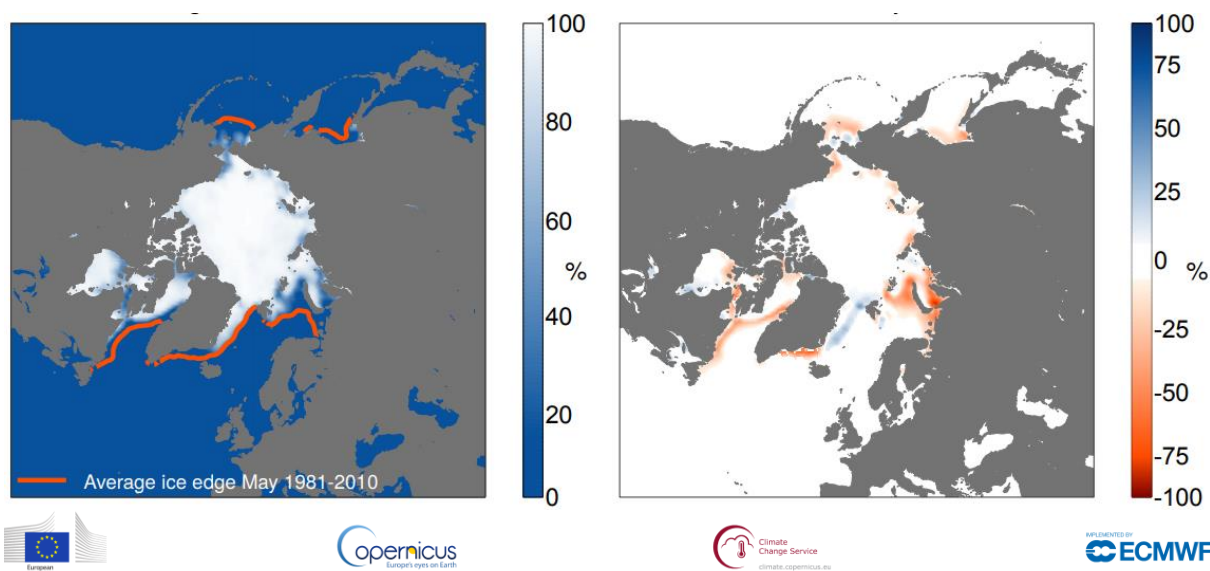 100
80
60
%
40
20
0
Average ice edge May 1981-2010
100
75
50
25
0
%
-25
-50
-75
-100
European
opernicus
Europe's eyes on Earth
Climate
Change Service
climate.copernicus.eu
IMPLEMENTED BY
ECMWF